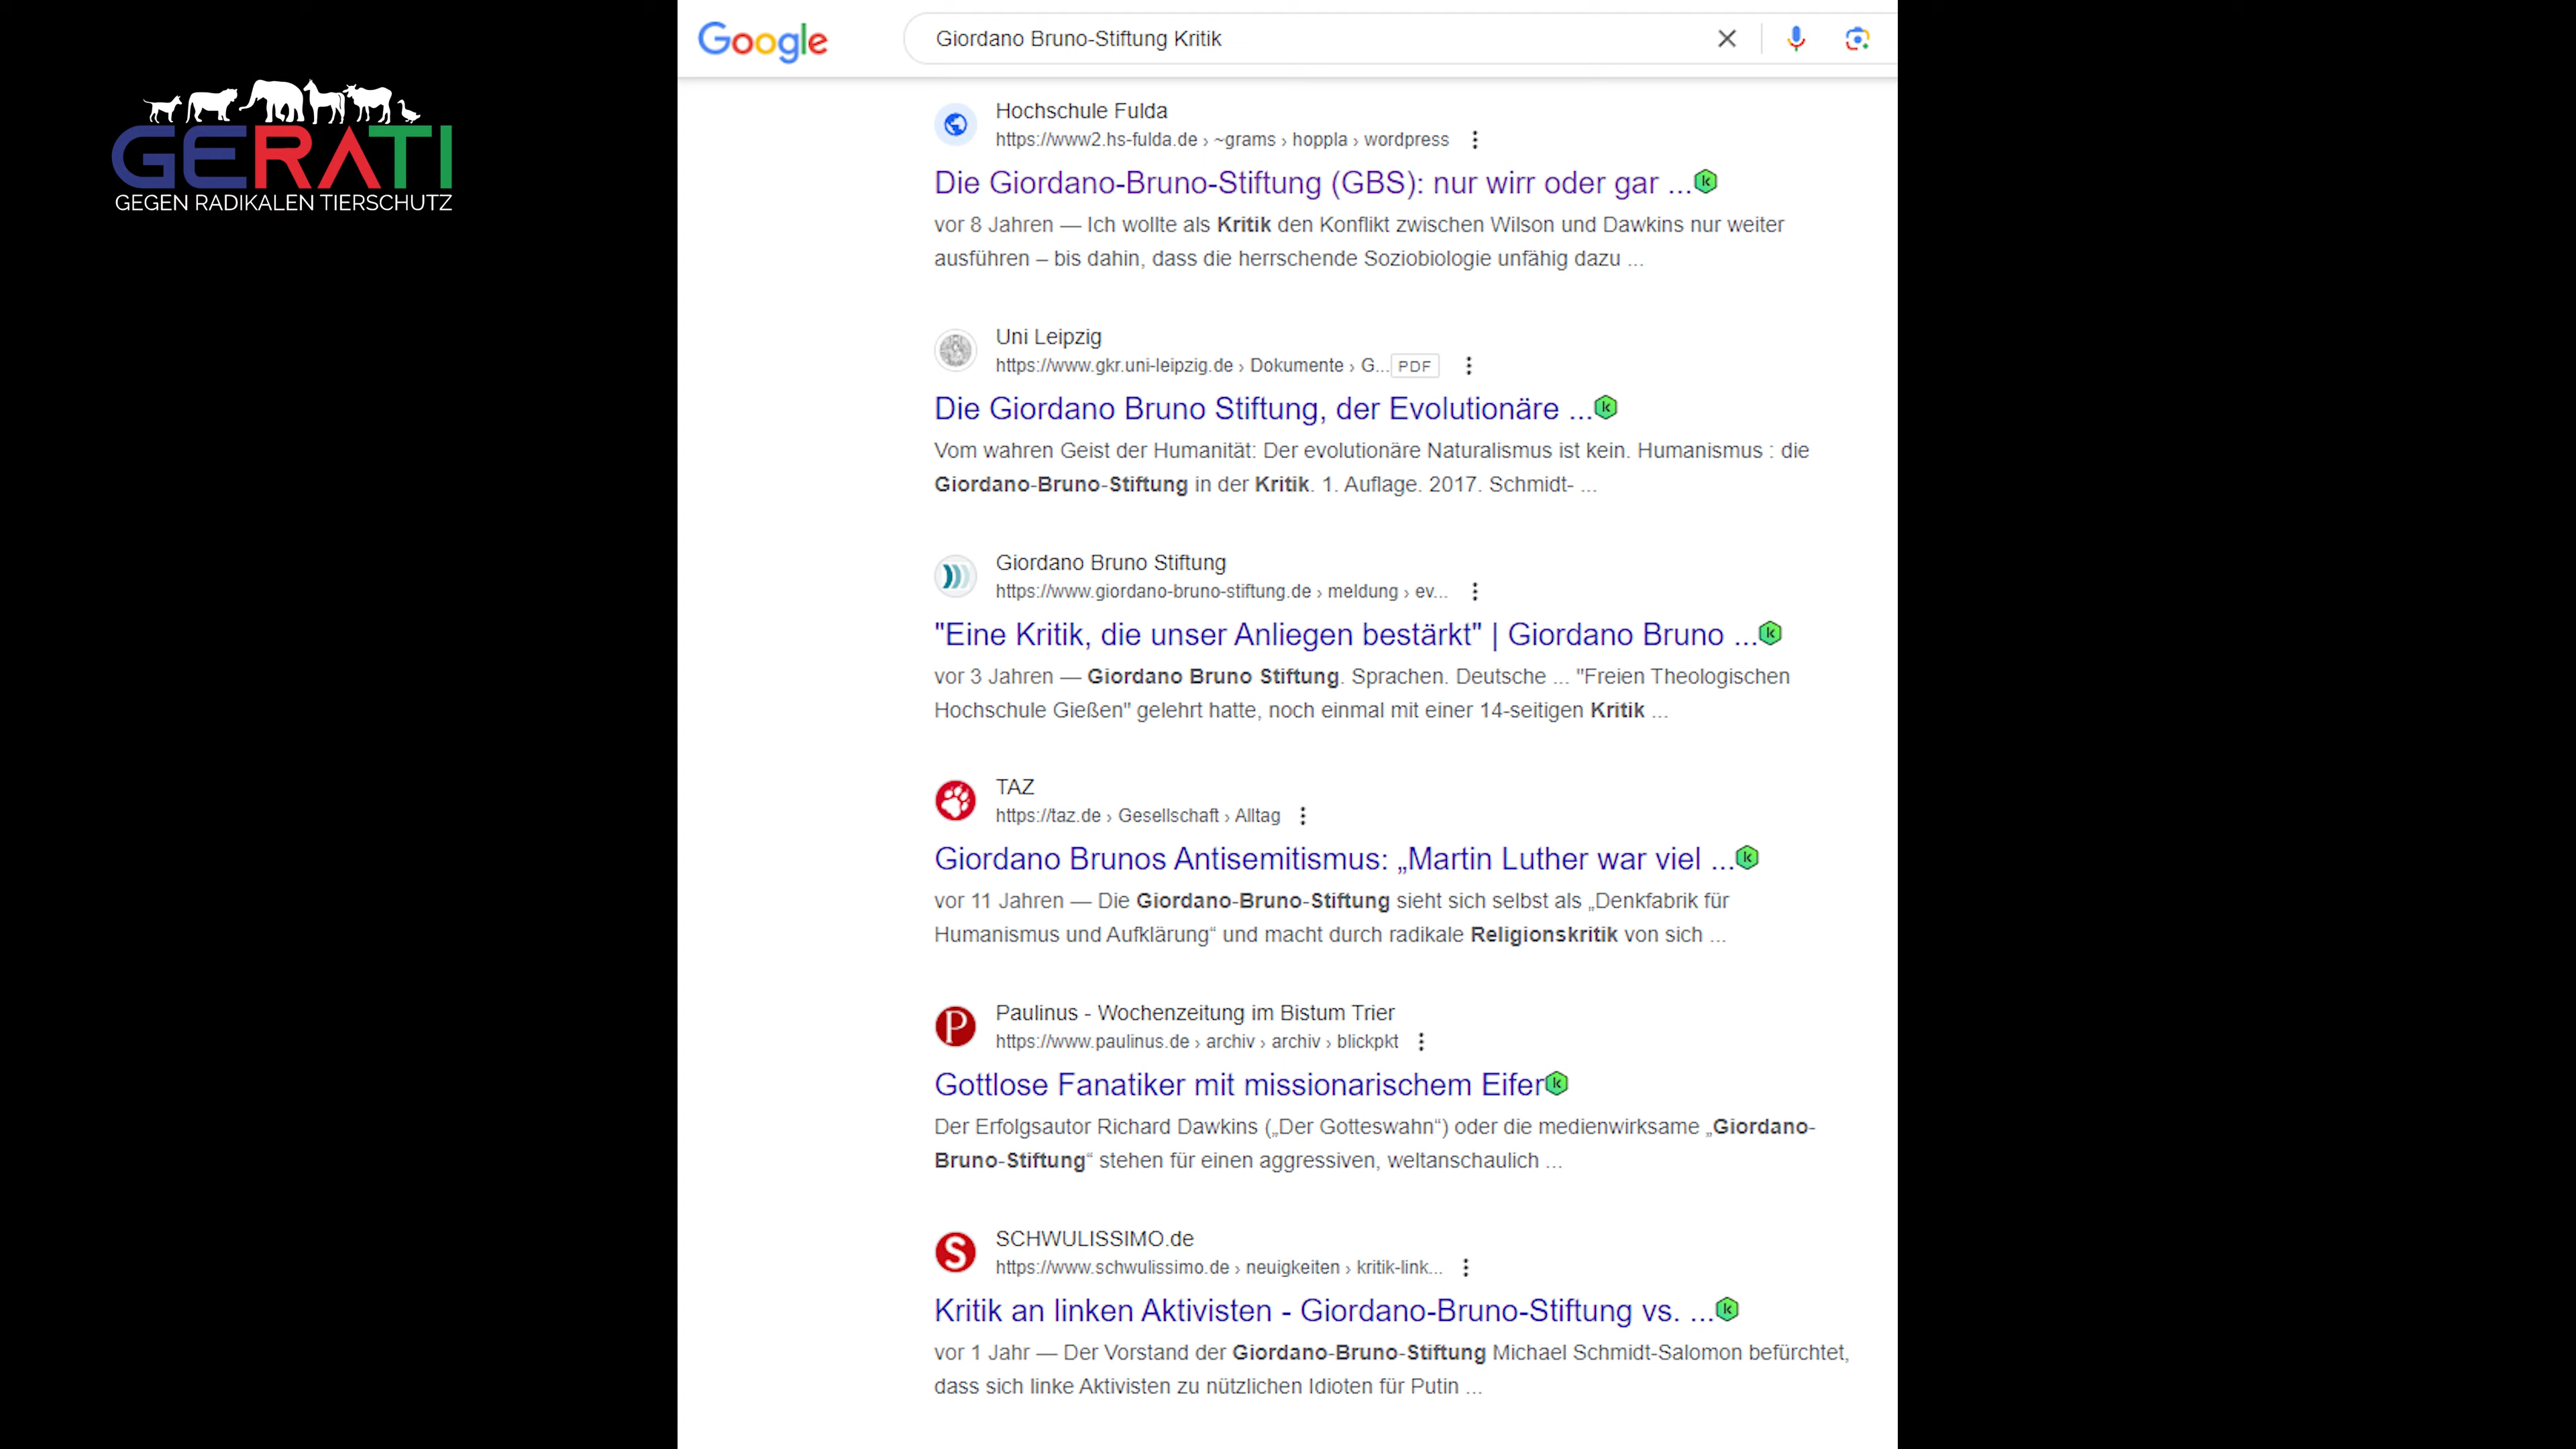 GERATI
GEGEN RADIKALEN TIERSCHUTZ
Google
Giordano Bruno-Stiftung Kritik
Hochschule Fulda
https://www2.hs-fulda.de › ~grams › hoppla › wordpress
Die Giordano-Bruno-Stiftung (GBS): nur wirr oder gar ...
vor 8 Jahren — Ich wollte als Kritik den Konflikt zwischen Wilson und Dawkins nur weiter
ausführen – bis dahin, dass die herrschende Soziobiologie unfähig dazu ...
Uni Leipzig
https://www.gkr.uni-leipzig.de › Dokumente › G... PDF
Die Giordano Bruno Stiftung, der Evolutionäre ...
Vom wahren Geist der Humanität: Der evolutionäre Naturalismus ist kein. Humanismus : die
Giordano-Bruno-Stiftung in der Kritik. 1. Auflage. 2017. Schmidt- ...
Giordano Bruno Stiftung
https://www.giordano-bruno-stiftung.de › meldung › ev...
"Eine Kritik, die unser Anliegen bestärkt" | Giordano Bruno ...
vor 3 Jahren — Giordano Bruno Stiftung. Sprachen. Deutsche ... "Freien Theologischen
Hochschule Gießen" gelehrt hatte, noch einmal mit einer 14-seitigen Kritik ...
TAZ
https://taz.de › Gesellschaft › Alltag
Giordano Brunos Antisemitismus: „Martin Luther war viel ...
vor 11 Jahren — Die Giordano-Bruno-Stiftung sieht sich selbst als „Denkfabrik für
Humanismus und Aufklärung“ und macht durch radikale Religionskritik von sich ...
Paulinus - Wochenzeitung im Bistum Trier
https://www.paulinus.de › archiv › archiv › blickpkt
Gottlose Fanatiker mit missionarischem Eifer
Der Erfolgsautor Richard Dawkins („Der Gotteswahn“) oder die medienwirksame „Giordano-
Bruno-Stiftung“ stehen für einen aggressiven, weltanschaulich ...
SCHWULISSIMO.de
https://www.schwulissimo.de › neuigkeiten › kritik-link...
Kritik an linken Aktivisten - Giordano-Bruno-Stiftung vs. ...
vor 1 Jahr — Der Vorstand der Giordano-Bruno-Stiftung Michael Schmidt-Salomon befürchtet,
dass sich linke Aktivisten zu nützlichen Idioten für Putin ...